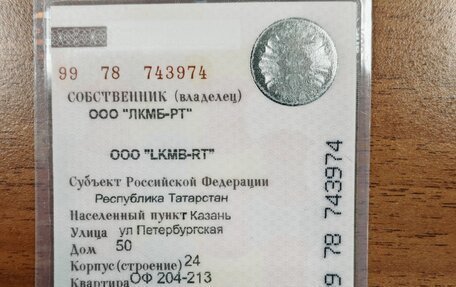 99 78 743974
СОБСТВЕННИК (владелец)
ООО "ЛКМБ-РТ"
ООО "LKMB-RT"
Субъект Российской Федерации
Республика Татарстан
Населенный пункт Казань
Улица ул Петербургская
Дом 50
Корпус (строение) 24
Квартира ОФ 204-213
99 78 743974